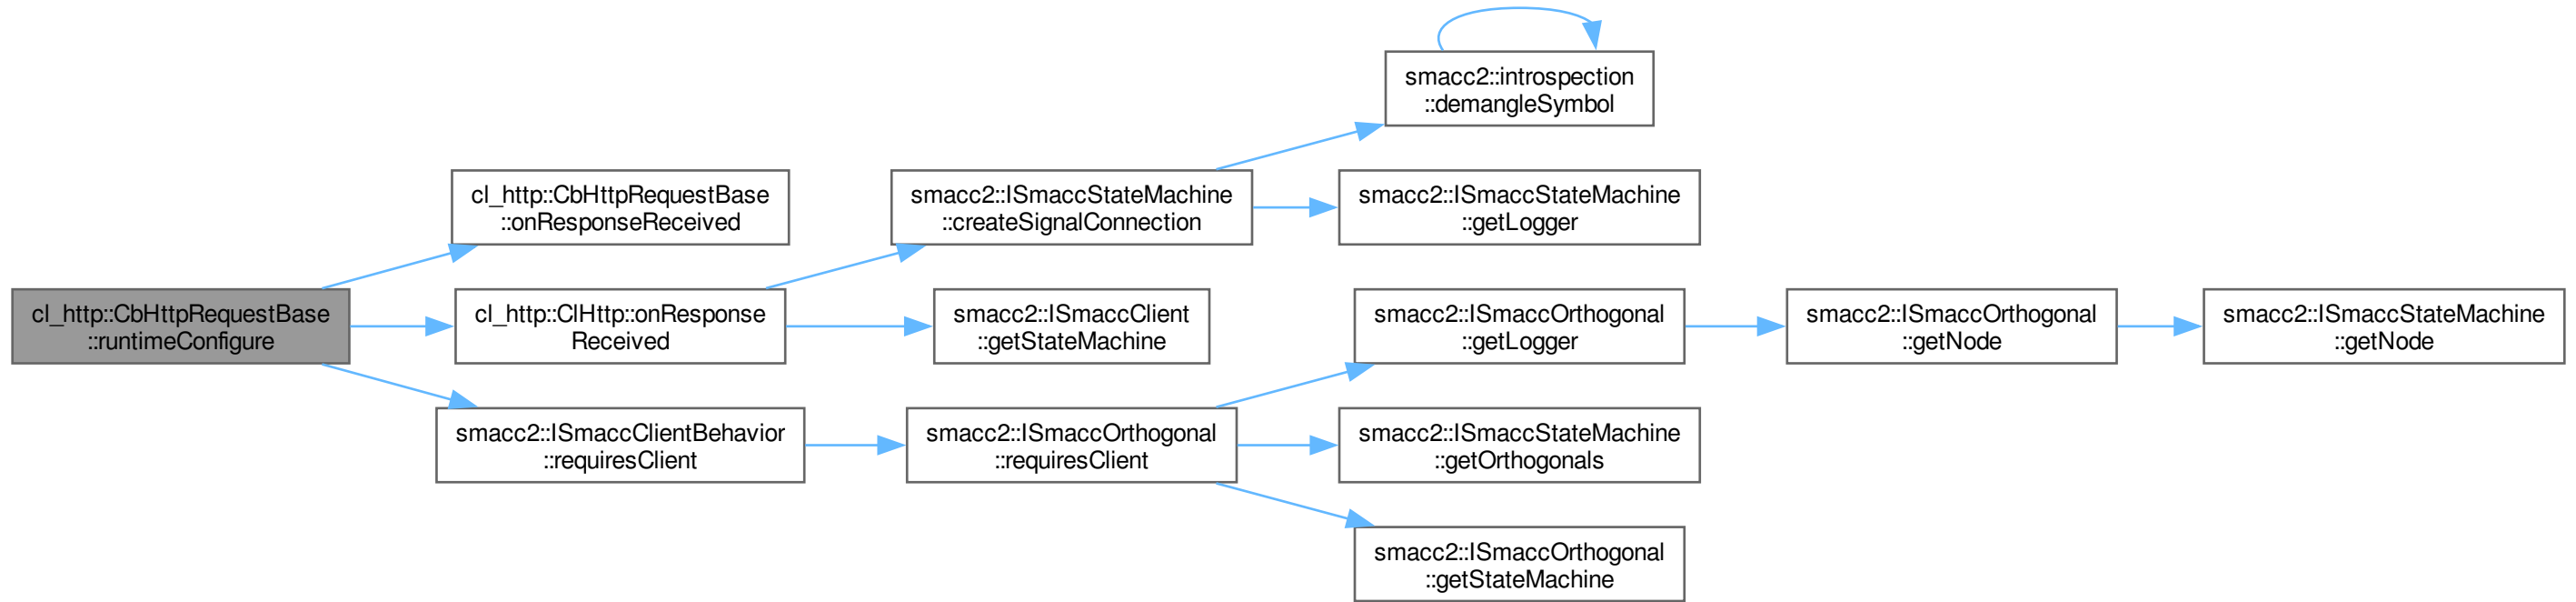 cl_http::CbHttpRequestBase
::runtimeConfigure
cl_http::CbHttpRequestBase
::onResponseReceived
cl_http::ClHttp::onResponse
Received
smacc2::ISmaccClientBehavior
::requiresClient
smacc2::ISmaccStateMachine
::createSignalConnection
smacc2::ISmaccClient
::getStateMachine
smacc2::ISmaccOrthogonal
::requiresClient
smacc2::introspection
::demangleSymbol
smacc2::ISmaccStateMachine
::getLogger
smacc2::ISmaccOrthogonal
::getLogger
smacc2::ISmaccStateMachine
::getOrthogonals
smacc2::ISmaccOrthogonal
::getStateMachine
smacc2::ISmaccOrthogonal
::getNode
smacc2::ISmaccStateMachine
::getNode